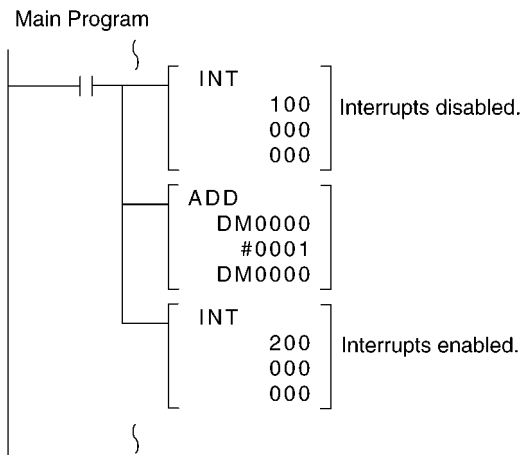 Main Program
INT
100
000
000
Interrupts disabled.
ADD
DM0000
#0001
DM0000
INT
200
000
000
Interrupts enabled.